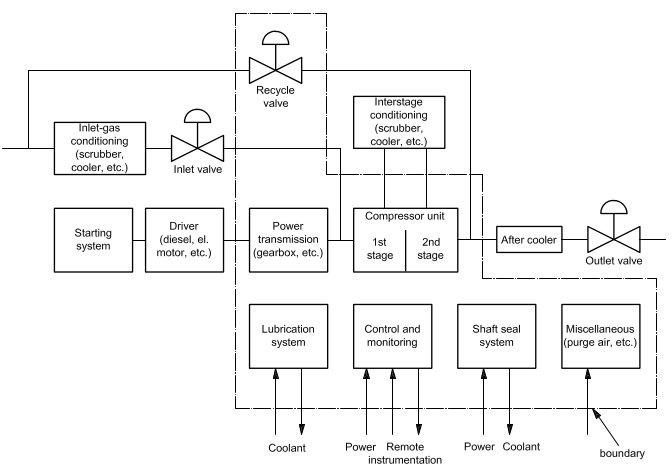 Recycle
valve
Interstage
conditioning
(scrubber,
cooler, etc.)
Inlet-gas
conditioning
(scrubber,
cooler, etc.)
Inlet valve
Starting
system
Driver
(diesel, el.
motor, etc.)
Power
transmission
(gearbox, etc.)
Compressor unit
1st
stage
2nd
stage
After cooler
Outlet valve
Lubrication
system
Control and
monitoring
Shaft seal
system
Miscellaneous
(purge air, etc.)
Coolant
Power
Remote
instrumentation
Power
Coolant
boundary